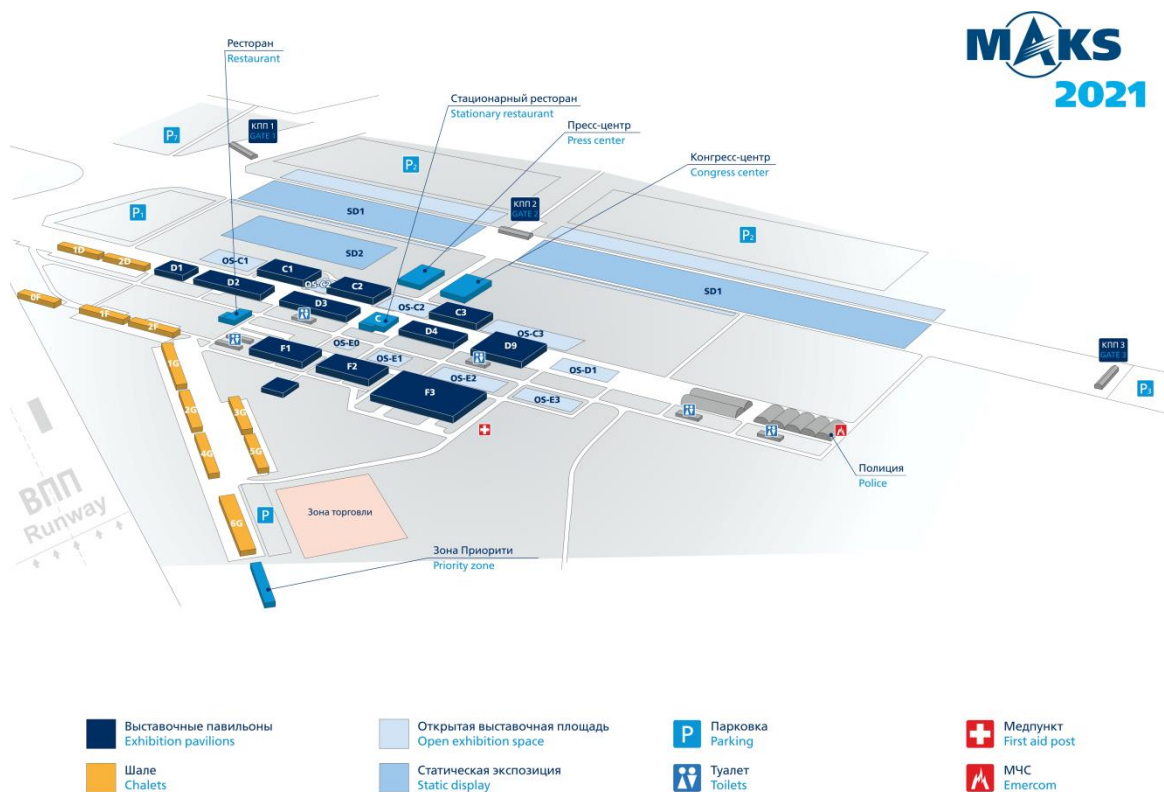 MAKS
2021
Ресторан
Restaurant
Стационарный ресторан
Stationary restaurant
Пресс-центр
Press center
Конгресс-центр
Congress center
КПП 1
GATE 1
P7
P2
КПП 2
GATE 2
P1
P2
SD1
SD2
SD1
1D
2D
D1
OS-C1
C1
D2
OS-C2
C2
D3
OS-C2
C3
C
D4
OS-C3
D9
0F
1F
2F
OS-E0
F1
OS-E1
F2
OS-E2
F3
OS-D1
OS-E3
КПП 3
GATE 3
P3
1G
2G
3G
4G
5G
6G
P
ВПП
Runway
Зона торговли
Полиция
Police
Зона Приорити
Priority zone
Выставочные павильоны
Exhibition pavilions
Шале
Chalets
Открытая выставочная площадь
Open exhibition space
Статическая экспозиция
Static display
P
Парковка
Parking
Туалет
Toilets
Медпункт
First aid post
МЧС
Emercom